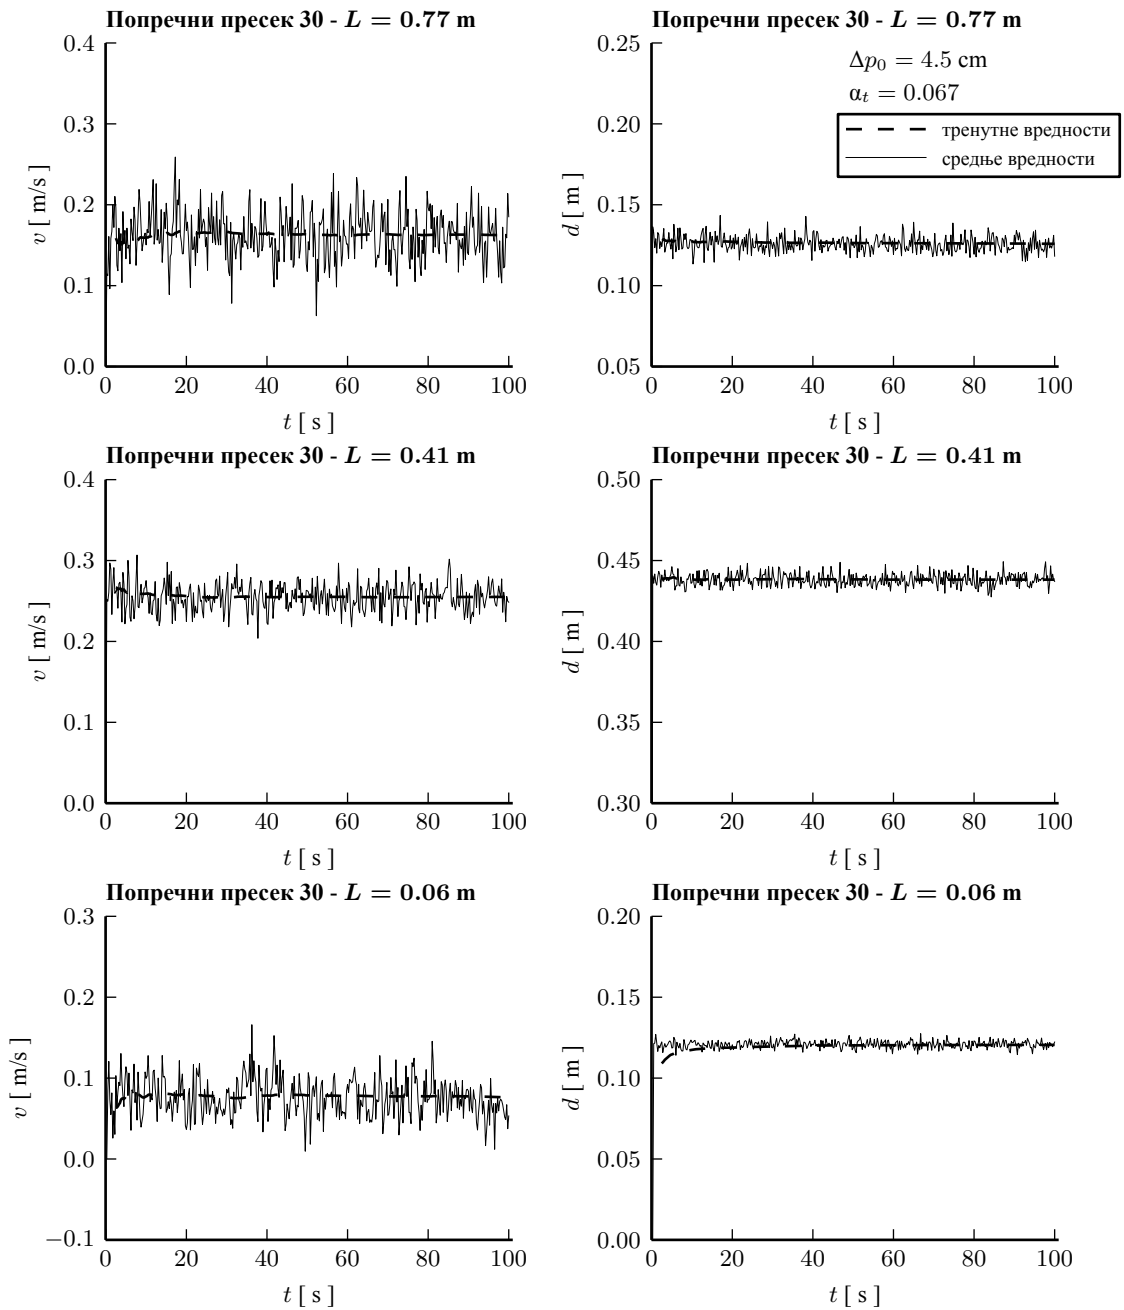 Попречни пресек 30 - L = 0.77 m
0.4
0.3
0.2
0.1
0.0
v [ m/s ]
0 20 40 60 80 100
t [ s ]
Попречни пресек 30 - L = 0.77 m
0.25
0.20
0.15
0.10
0.05
d [ m ]
0 20 40 60 80 100
t [ s ]
Δp₀ = 4.5 cm
αₜ = 0.067
тренутне вредности
средње вредности
Попречни пресек 30 - L = 0.41 m
0.4
0.3
0.2
0.1
0.0
v [ m/s ]
0 20 40 60 80 100
t [ s ]
Попречни пресек 30 - L = 0.41 m
0.50
0.45
0.40
0.35
0.30
d [ m ]
0 20 40 60 80 100
t [ s ]
Попречни пресек 30 - L = 0.06 m
0.3
0.2
0.1
0.0
−0.1
v [ m/s ]
0 20 40 60 80 100
t [ s ]
Попречни пресек 30 - L = 0.06 m
0.20
0.15
0.10
0.05
0.00
d [ m ]
0 20 40 60 80 100
t [ s ]